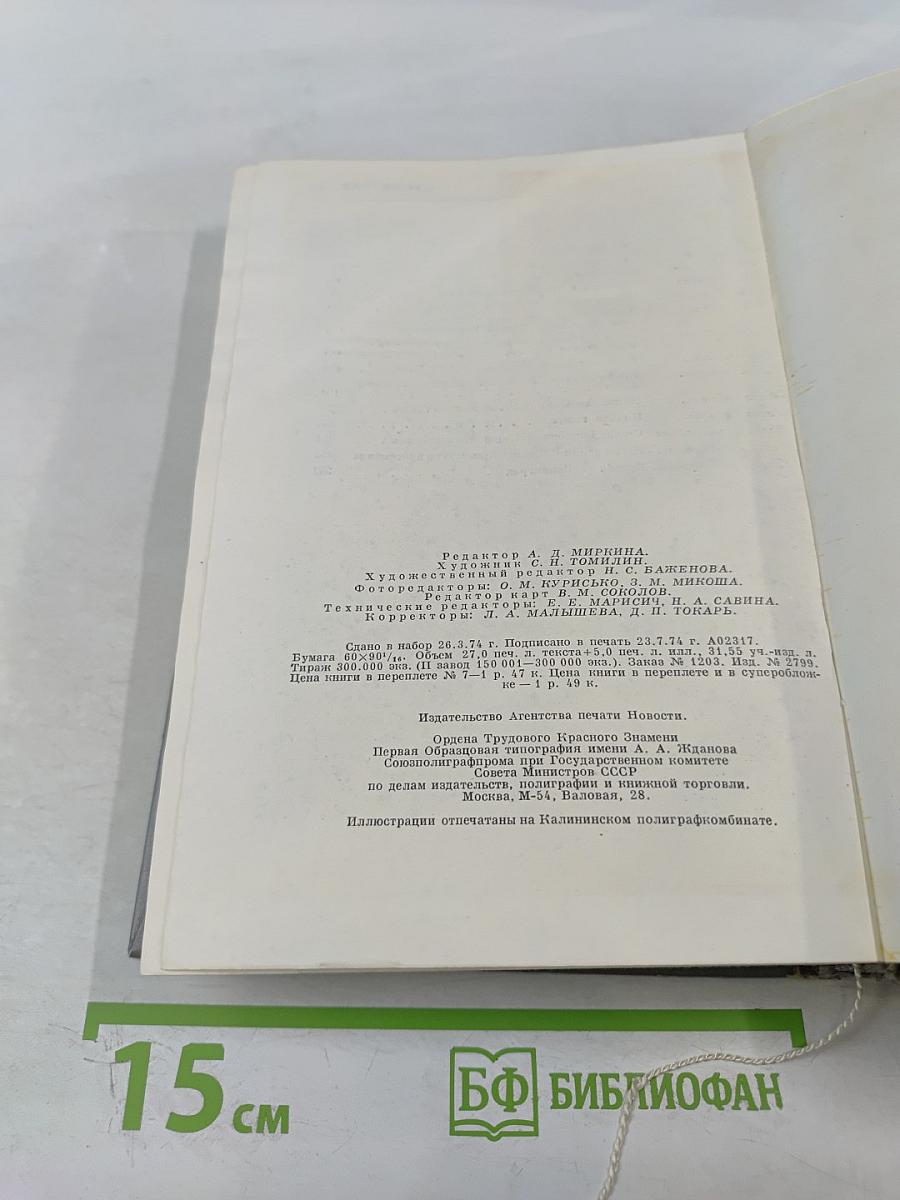 Редактор А. Д. МИРКИНА.
Художник С. Н. ТОМИЛИН.
Художественный редактор Н. С. БАЖЕНОВА.
Фоторедакторы: О. М. КУРИСЬКО, З. М. МИКОША.
Редактор карт В. М. СОКОЛОВ.
Технические редакторы: Е. Е. МАРИСИЧ, Н. А. САВИНА.
Корректоры: Л. А. МАЛЫШЕВА, Д. П. ТОКАРЬ.
Сдано в набор 26.3.74 г. Подписано в печать 23.7.74 г. А02317.
Бумага 60×90¹/₁₆. Объем 27,0 печ. л. текста+5,0 печ. л. илл., 31,55 уч.-изд. л.
Тираж 300.000 экз. (II завод 150 001—300 000 экз.). Заказ № 1203. Изд. № 2799.
Цена книги в переплете № 7—1 р. 47 к. Цена книги в переплете и в супероблож-
ке — 1 р. 49 к.
Издательство Агентства печати Новости.
Ордена Трудового Красного Знамени
Первая Образцовая типография имени А. А. Жданова
Союзполиграфпрома при Государственном комитете
Совета Министров СССР
по делам издательств, полиграфии и книжной торговли.
Москва, М-54, Валовая, 28.
Иллюстрации отпечатаны на Калининском полиграфкомбинате.
15 см
БФ БИБЛИОФАН